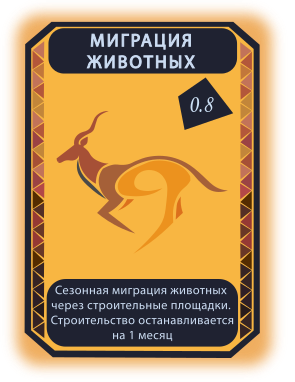 МИГРАЦИЯ
ЖИВОТНЫХ
0.8
Сезонная миграция животных
через строительные площадки.
Строительство останавливается
на 1 месяц